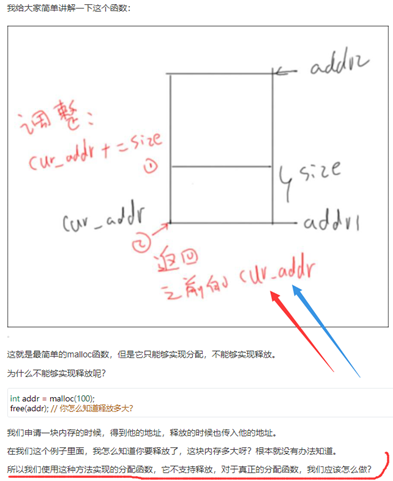 我给大家简单讲解一下这个函数：
addr2
调整：
cur_addr += size
①
size
cur_addr
addr1
②
返回
之前的 cur_addr
这就是最简单的malloc函数，但是它只能够实现分配，不能够实现释放。
为什么不能够实现释放呢？
int addr = malloc(100);
free(addr); // 你怎么知道释放多大？
我们申请一块内存的时候，得到他的地址，释放的时候也传入他的地址。
在我们这个例子里面，我怎么知道你要释放了，这块内存多大呀？根本就没有办法知道。
所以我们使用这种方法实现的分配函数，它不支持释放，对于真正的分配函数，我们应该怎么做？